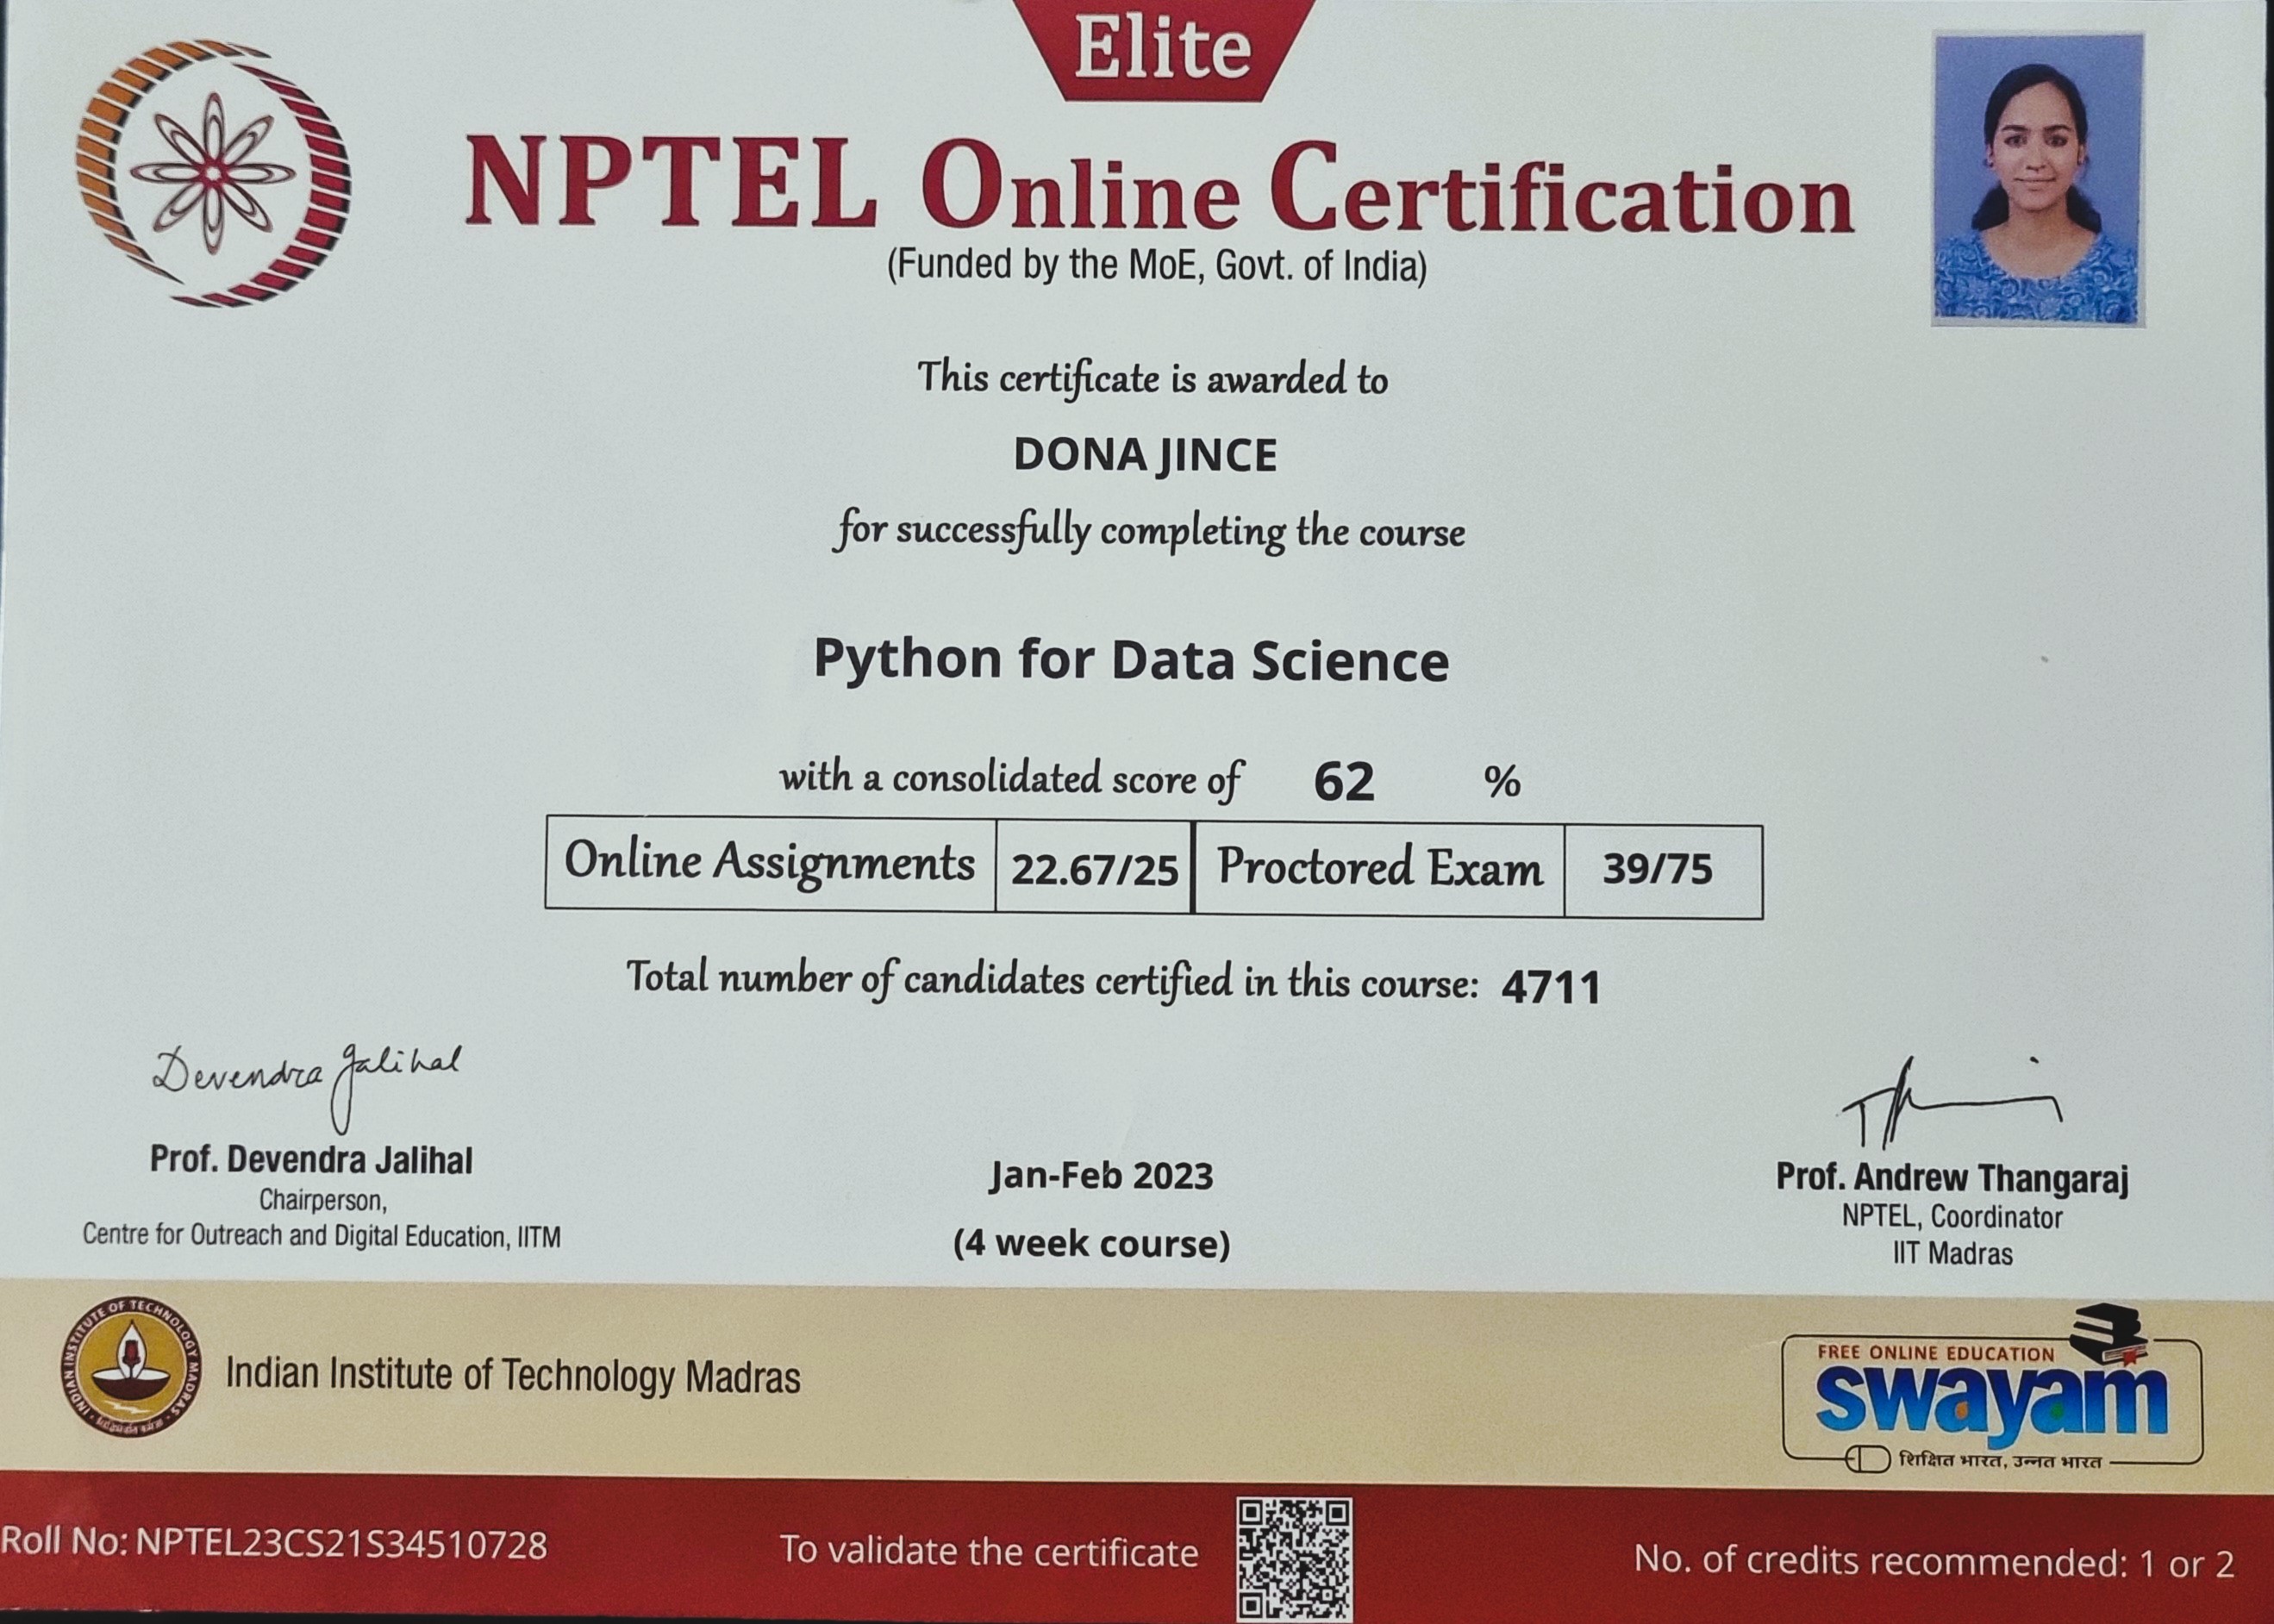 Elite
NPTEL Online Certification
(Funded by the MoE, Govt. of India)
This certificate is awarded to
DONA JINCE
for successfully completing the course
Python for Data Science
with a consolidated score of 62 %
Online Assignments 22.67/25 Proctored Exam 39/75
Total number of candidates certified in this course: 4711
Devendra Jalihal
Prof. Devendra Jalihal
Chairperson,
Centre for Outreach and Digital Education, IITM
Jan-Feb 2023
(4 week course)
Prof. Andrew Thangaraj
NPTEL, Coordinator
IIT Madras
INDIAN INSTITUTE OF TECHNOLOGY MADRAS
Indian Institute of Technology Madras
FREE ONLINE EDUCATION
swayam
शिक्षित भारत, उन्नत भारत
Roll No: NPTEL23CS21S34510728
To validate the certificate
No. of credits recommended: 1 or 2